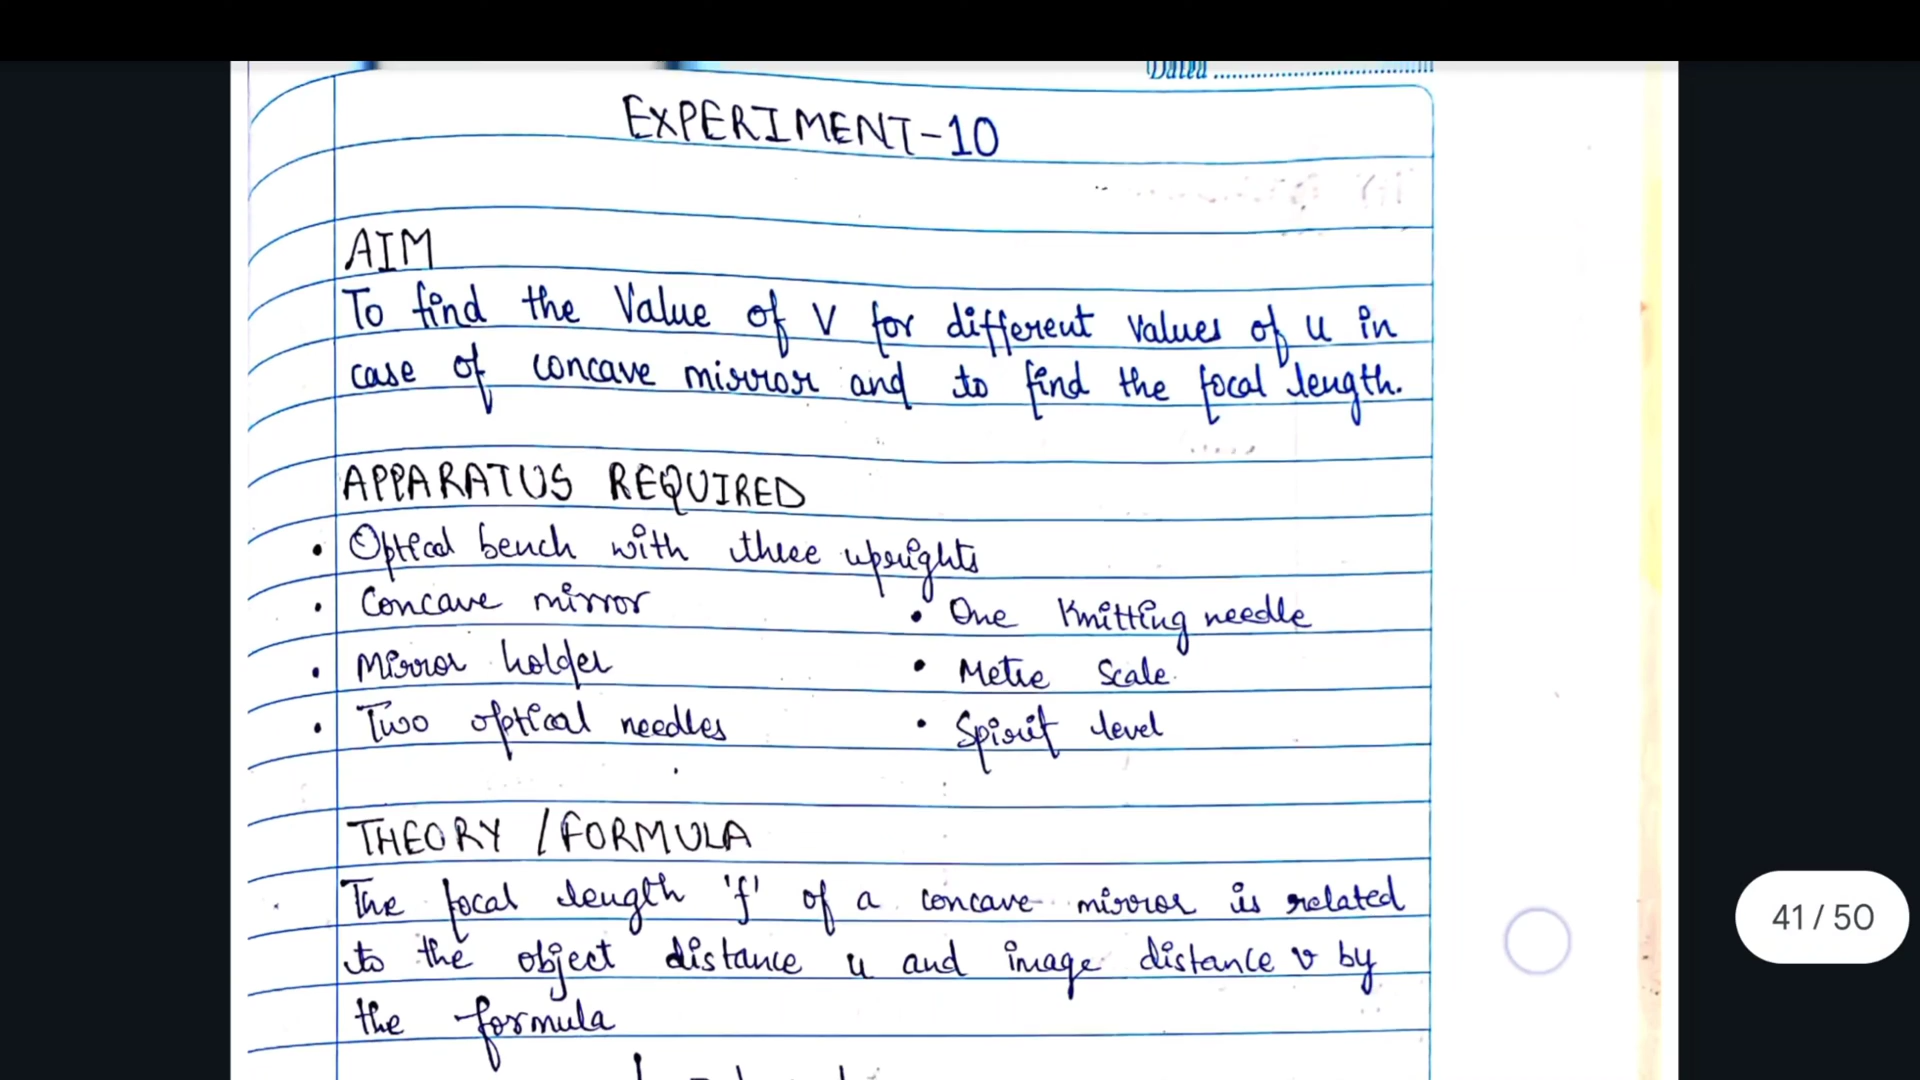 Dated
EXPERIMENT-10
AIM
To find the Value of V for different values of u in
case of concave mirror and to find the focal length.
APPARATUS REQUIRED
• Optical bench with three uprights
• Concave mirror
• One Knitting needle
• Mirror holder
• Metre Scale.
• Two optical needles
• Spirit level
THEORY / FORMULA
The focal length 'f' of a concave mirror is related
to the object distance u and image distance v by
the formula
41 / 50